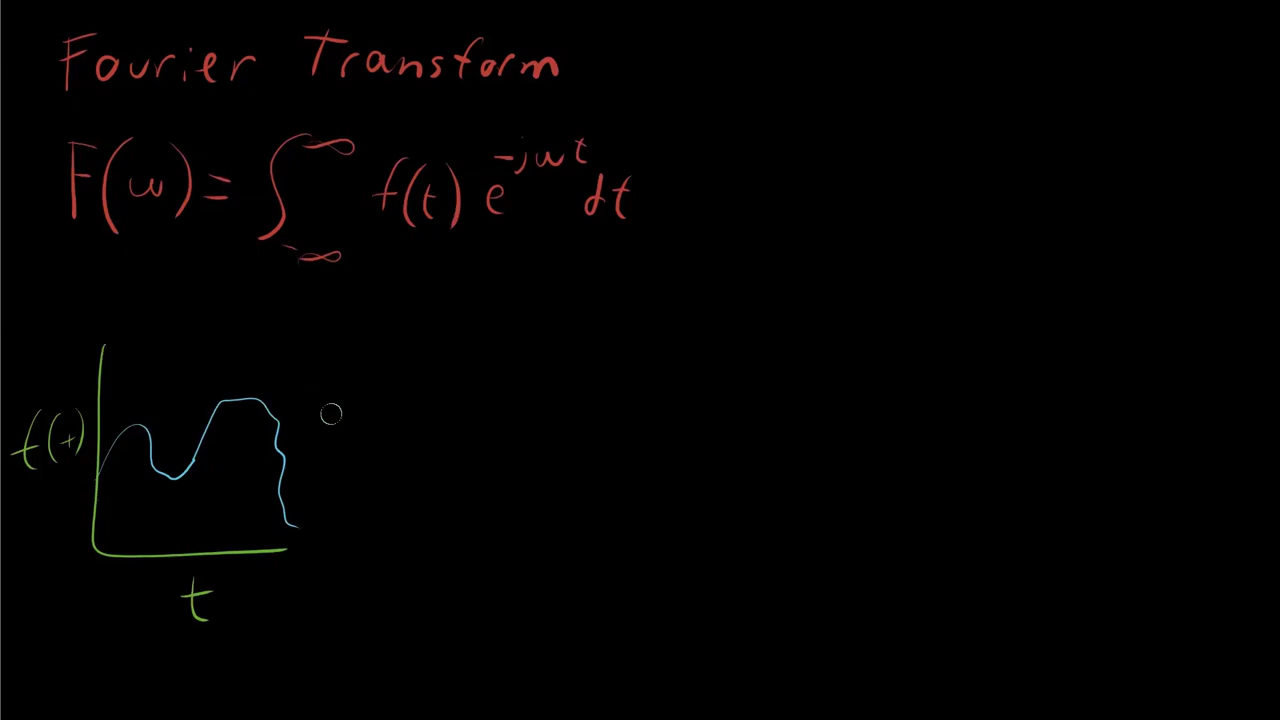 Fourier Transform
F(ω) = ∫_{-∞}^{∞} f(t) e^{-jωt} dt
f(t)
t